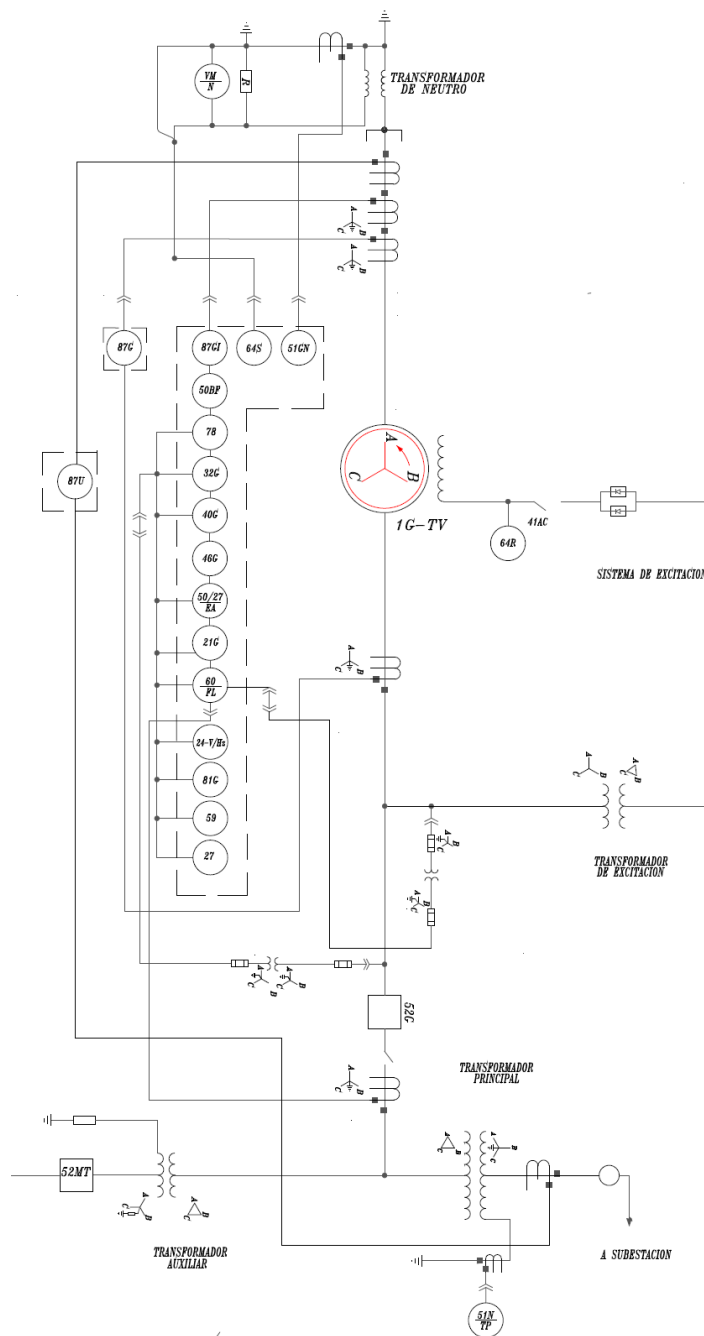 VM
N
R
TRANSFORMADOR
DE NEUTRO
A
B
C
A
B
C
87G
87GI
64S
51GN
50BF
78
32G
40G
46G
50/27
EA
21G
60
FL
24-V/Hz
81G
59
27
87U
A
B
C
1G-TV
64R
41AC
SISTEMA DE EXCITACION
A
B
C
A
B
C
A
B
C
TRANSFORMADOR
DE EXCITACION
A
B
C
A
B
C
A
B
C
A
B
C
52G
A
B
C
TRANSFORMADOR
PRINCIPAL
A
B
C
A
B
C
52MT
A
B
C
A
B
C
TRANSFORMADOR
AUXILIAR
A SUBESTACION
51N
TP